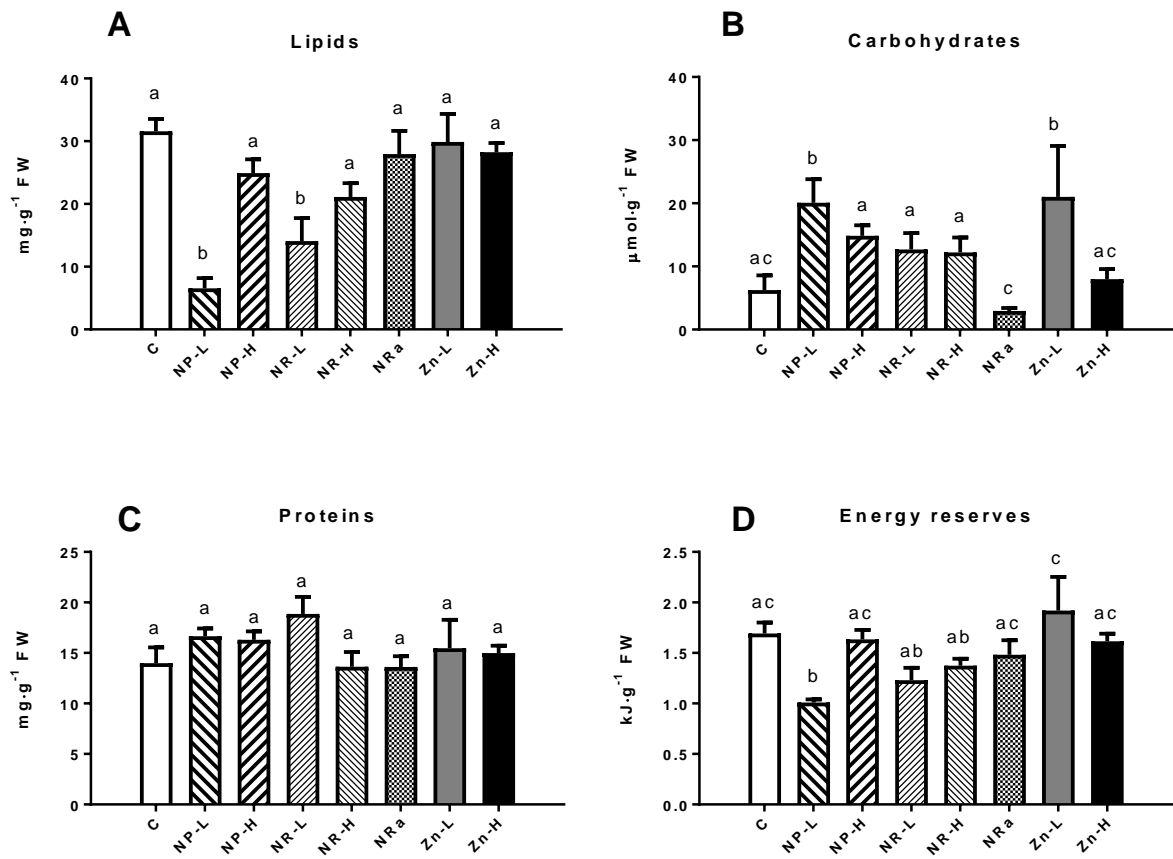 A
Lipids
mg·g⁻¹ FW
40
30
20
10
0
a
b
a
b
a
a
a
a
C
NP-L
NP-H
NR-L
NR-H
NRa
Zn-L
Zn-H
B
Carbohydrates
µmol·g⁻¹ FW
40
30
20
10
0
ac
b
a
a
a
c
b
ac
C
NP-L
NP-H
NR-L
NR-H
NRa
Zn-L
Zn-H
C
Proteins
mg·g⁻¹ FW
25
20
15
10
5
0
a
a
a
a
a
a
a
a
C
NP-L
NP-H
NR-L
NR-H
NRa
Zn-L
Zn-H
D
Energy reserves
kJ·g⁻¹ FW
2.5
2.0
1.5
1.0
0.5
0.0
ac
b
ac
ab
ab
ac
c
ac
C
NP-L
NP-H
NR-L
NR-H
NRa
Zn-L
Zn-H